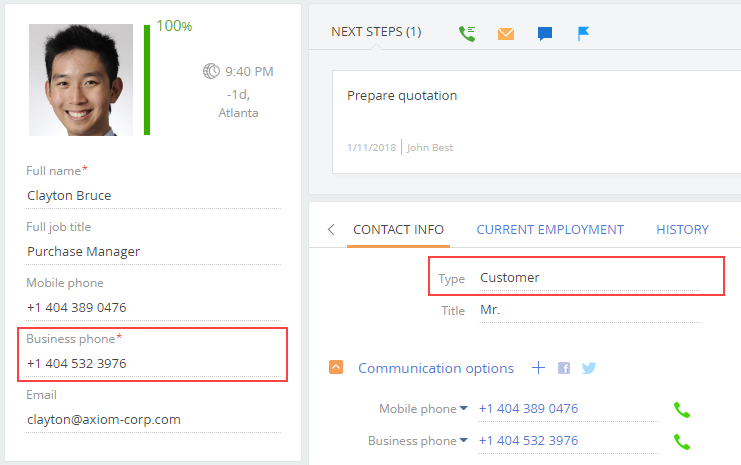 100%
9:40 PM
-1d,
Atlanta
Full name*
Clayton Bruce
Full job title
Purchase Manager
Mobile phone
+1 404 389 0476
Business phone*
+1 404 532 3976
Email
clayton@axiom-corp.com
NEXT STEPS (1)
Prepare quotation
1/11/2018 John Best
CONTACT INFO CURRENT EMPLOYMENT HISTORY
Type Customer
Title Mr.
Communication options
Mobile phone +1 404 389 0476
Business phone +1 404 532 3976